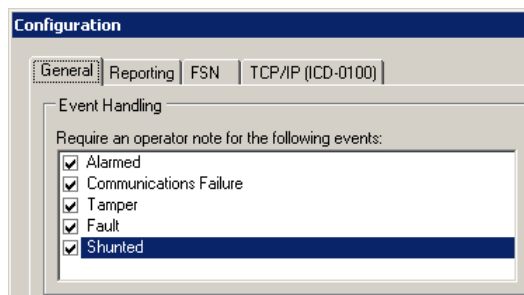 Configuration
General Reporting FSN TCP/IP (ICD-0100)
Event Handling
Require an operator note for the following events:
Alarmed
Communications Failure
Tamper
Fault
Shunted